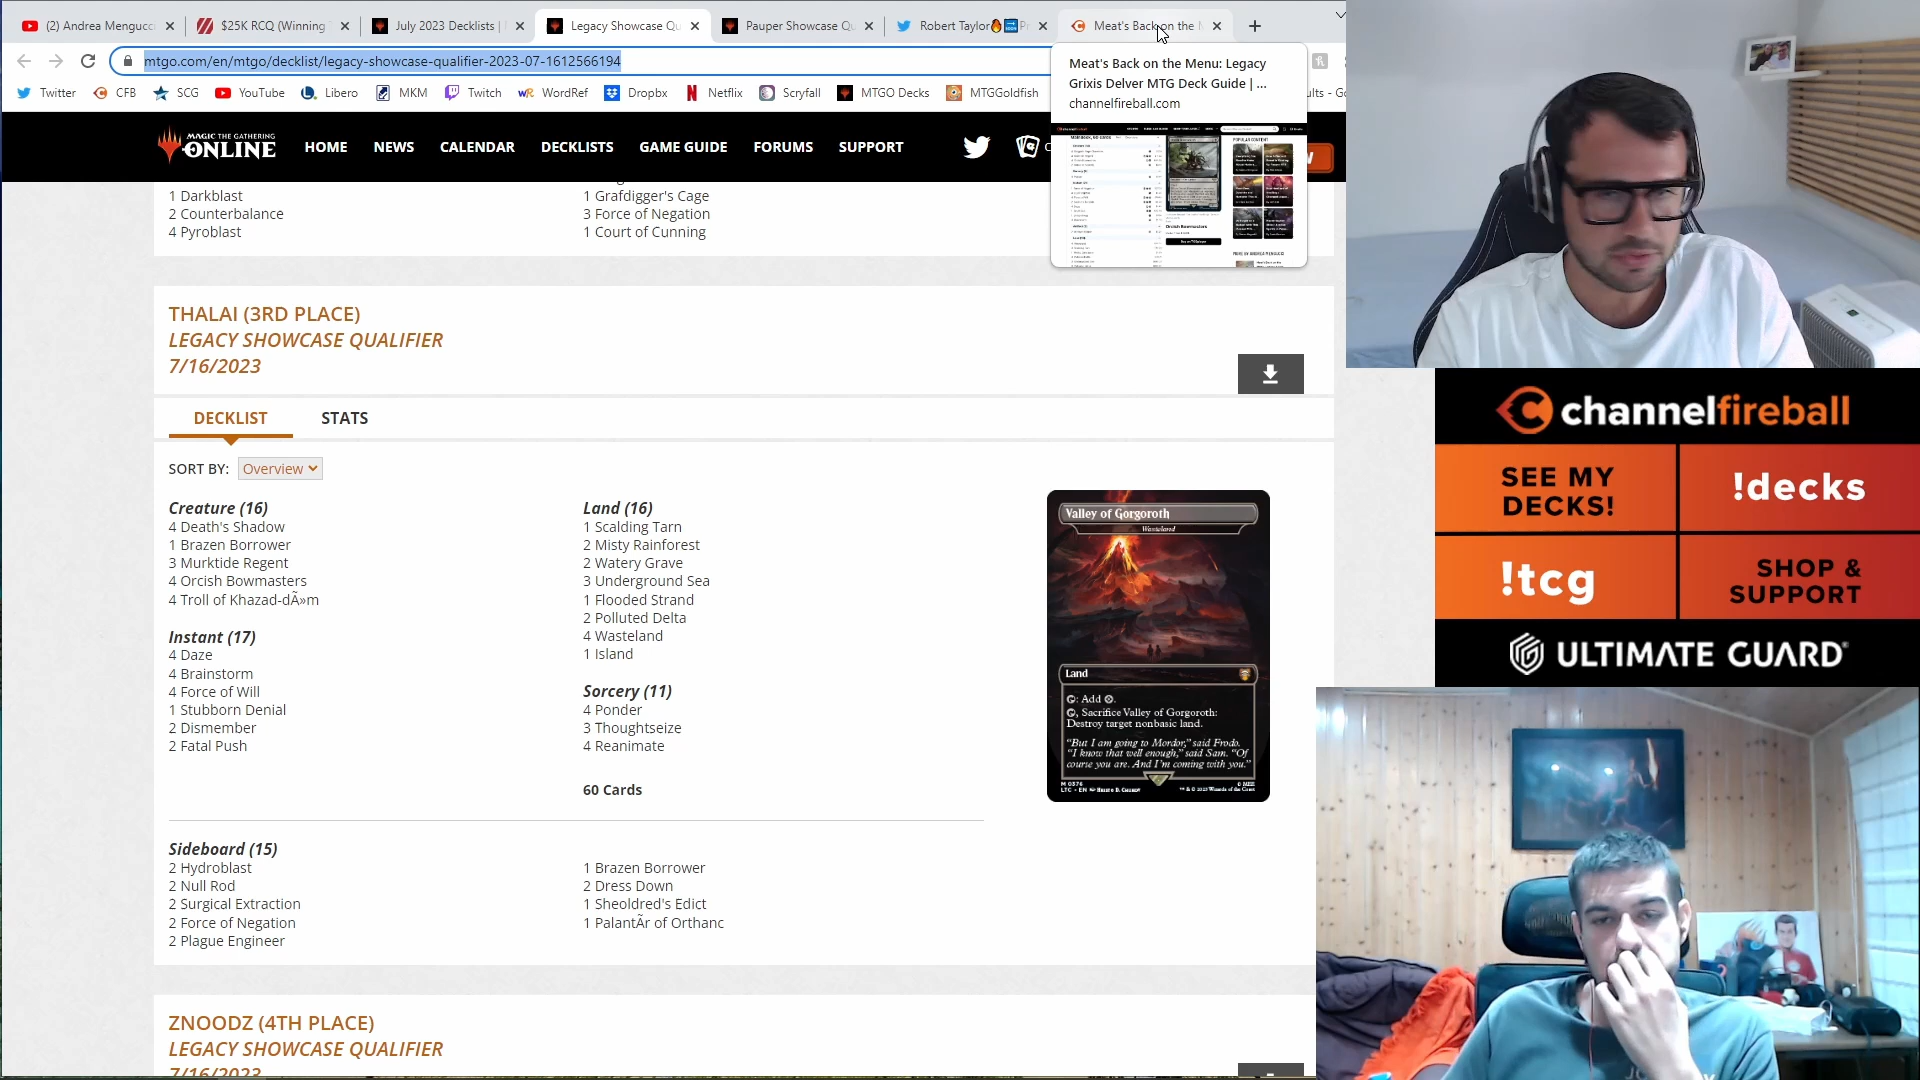 (2) Andrea Mengucc
$25K RCQ (Winning
July 2023 Decklists |
Legacy Showcase Qu
Pauper Showcase Qu
Robert Taylor
Meat's Back on the M
mtgo.com/en/mtgo/decklist/legacy-showcase-qualifier-2023-07-1612566194
Twitter CFB SCG YouTube Libero MKM Twitch WordRef Dropbx Netflix Scryfall MTGO Decks MTGGoldfish
Meat's Back on the Menu: Legacy
Grixis Delver MTG Deck Guide | ...
channelfireball.com
MAGIC THE GATHERING
ONLINE
HOME NEWS CALENDAR DECKLISTS GAME GUIDE FORUMS SUPPORT
1 Darkblast
2 Counterbalance
4 Pyroblast
1 Grafdigger's Cage
3 Force of Negation
1 Court of Cunning
THALAI (3RD PLACE)
LEGACY SHOWCASE QUALIFIER
7/16/2023
DECKLIST STATS
SORT BY: Overview
Creature (16)
4 Death's Shadow
1 Brazen Borrower
3 Murktide Regent
4 Orcish Bowmasters
4 Troll of Khazad-dÃ»m
Instant (17)
4 Daze
4 Brainstorm
4 Force of Will
1 Stubborn Denial
2 Dismember
2 Fatal Push
Land (16)
1 Scalding Tarn
2 Misty Rainforest
2 Watery Grave
3 Underground Sea
1 Flooded Strand
2 Polluted Delta
4 Wasteland
1 Island
Sorcery (11)
4 Ponder
3 Thoughtseize
4 Reanimate
60 Cards
Sideboard (15)
2 Hydroblast
2 Null Rod
2 Surgical Extraction
2 Force of Negation
2 Plague Engineer
1 Brazen Borrower
2 Dress Down
1 Sheoldred's Edict
1 PalantÃr of Orthanc
Valley of Gorgoroth
Wasteland
Land
: Add
, Sacrifice Valley of Gorgoroth:
Destroy target nonbasic land.
"But I am going to Mordor," said Frodo.
"I know that well enough," said Sam. "Of
course you are. And I'm coming with you."
ZNOODZ (4TH PLACE)
LEGACY SHOWCASE QUALIFIER
7/16/2023
channelfireball
SEE MY
DECKS!
!decks
!tcg
SHOP &
SUPPORT
ULTIMATE GUARD